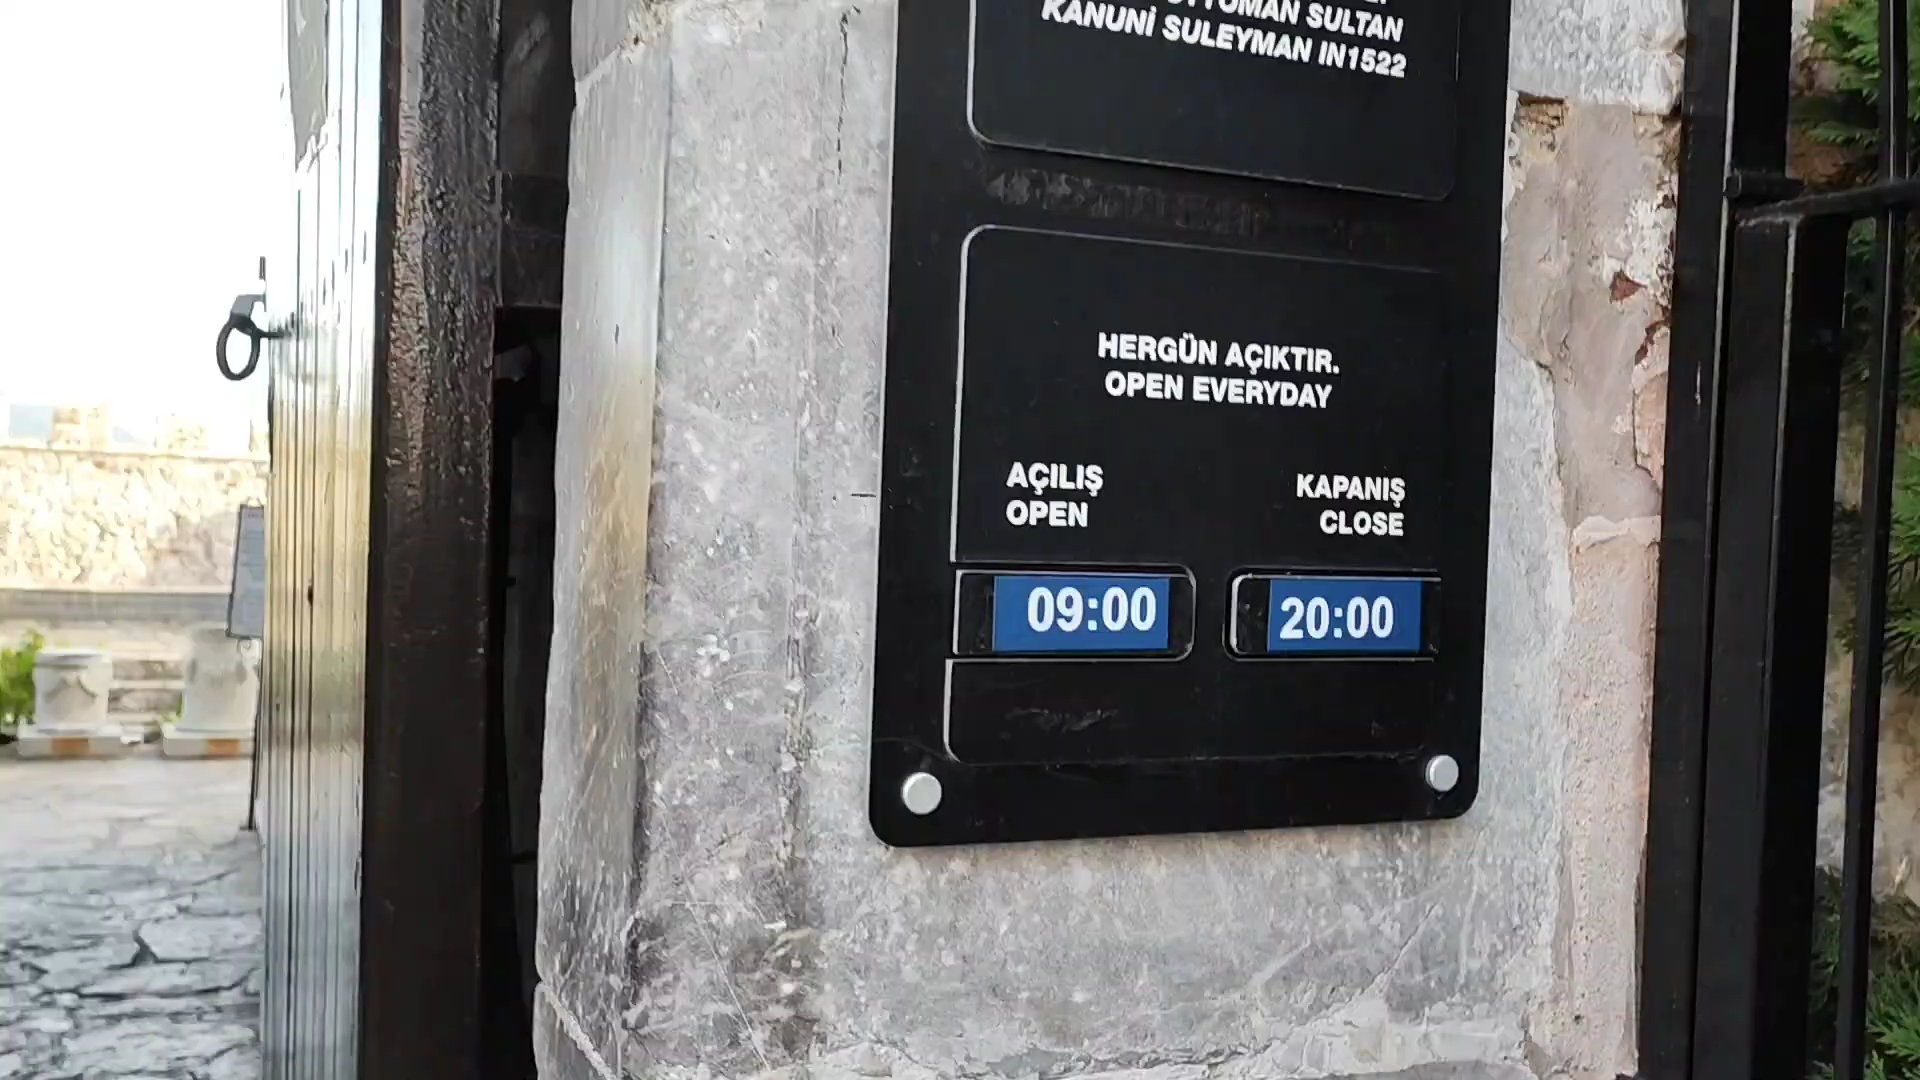 OTTOMAN SULTAN
KANUNİ SULEYMAN IN1522
HERGÜN AÇIKTIR.
OPEN EVERYDAY
AÇILIŞ
OPEN
KAPANIŞ
CLOSE
09:00
20:00